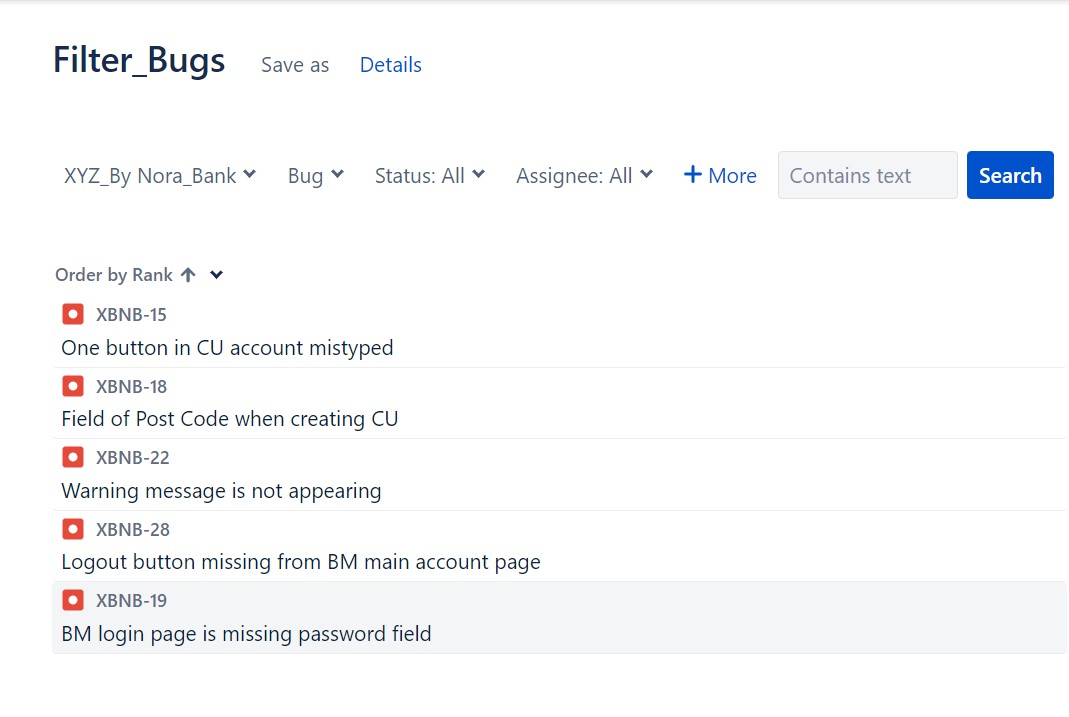 Filter_Bugs Save as Details
XYZ_By Nora_Bank Bug Status: All Assignee: All + More Contains text Search
Order by Rank
XBNB-15
One button in CU account mistyped
XBNB-18
Field of Post Code when creating CU
XBNB-22
Warning message is not appearing
XBNB-28
Logout button missing from BM main account page
XBNB-19
BM login page is missing password field